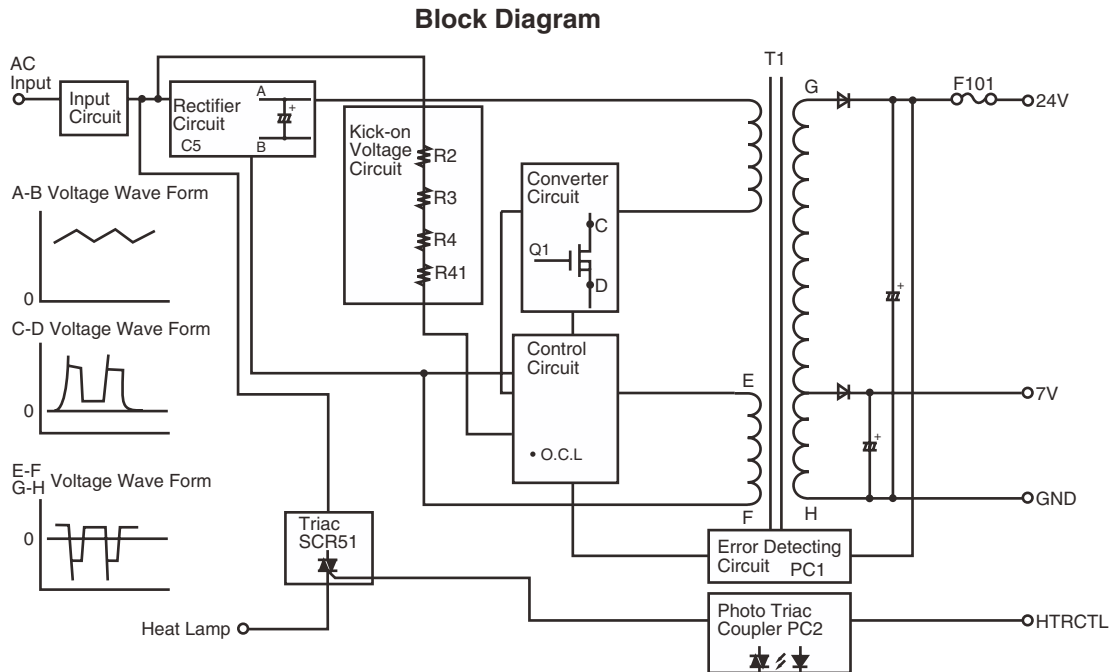 Block Diagram
AC
Input
Input
Circuit
Rectifier
Circuit
C5
A
+
B
Kick-on
Voltage
Circuit
R2
R3
R4
R41
Converter
Circuit
C
Q1
D
Control
Circuit
• O.C.L
T1
G
F101
24V
+
E
7V
+
F
H
GND
Error Detecting
Circuit PC1
Photo Triac
Coupler PC2
HTRCTL
Triac
SCR51
Heat Lamp
A-B Voltage Wave Form
0
C-D Voltage Wave Form
0
E-F
G-H Voltage Wave Form
0